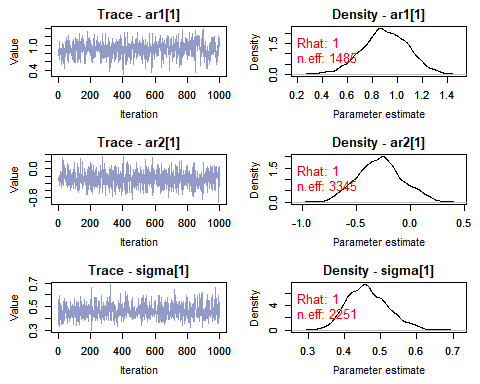 Trace - ar1[1]
Value
0.4
1.0
0 200 400 600 800 1000
Iteration
Density - ar1[1]
Density
0.0
1.5
Rhat: 1
n.eff: 1485
0.2 0.4 0.6 0.8 1.0 1.2 1.4
Parameter estimate
Trace - ar2[1]
Value
-0.8
0.0
0 200 400 600 800 1000
Iteration
Density - ar2[1]
Density
0.0
1.5
Rhat: 1
n.eff: 3345
-1.0 -0.5 0.0 0.5
Parameter estimate
Trace - sigma[1]
Value
0.3
0.5
0.7
0 200 400 600 800 1000
Iteration
Density - sigma[1]
Density
0
4
Rhat: 1
n.eff: 2251
0.3 0.4 0.5 0.6 0.7
Parameter estimate